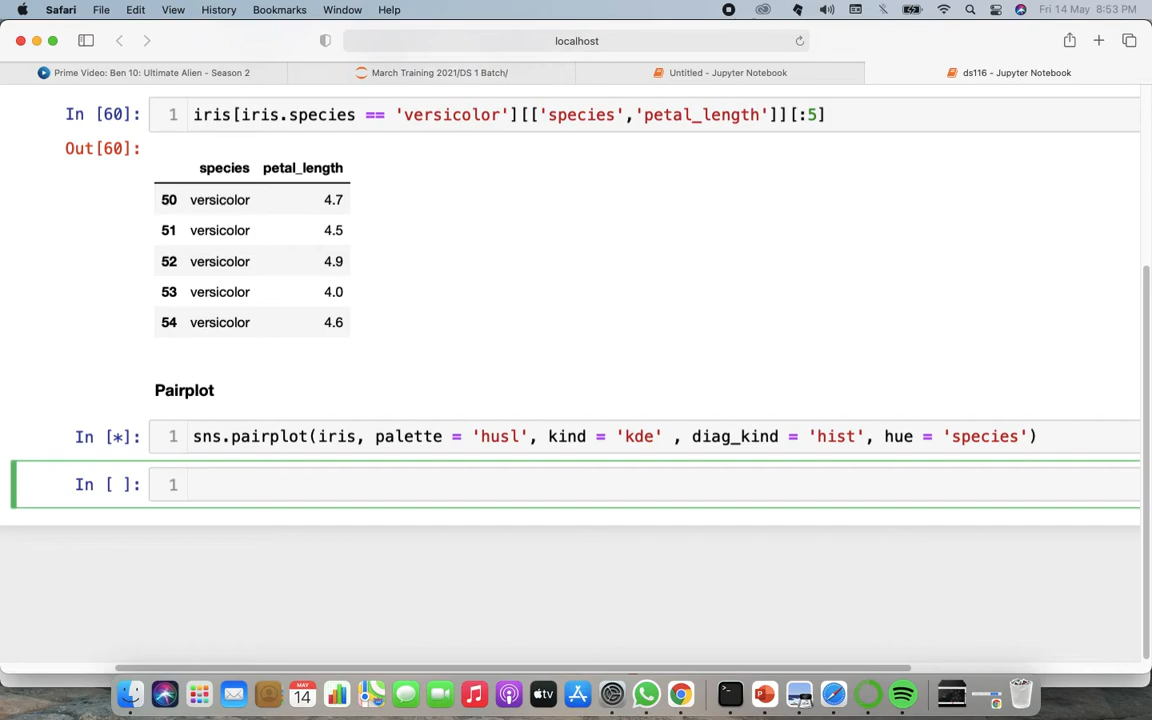 Safari File Edit View History Bookmarks Window Help Fri 14 May 8:53 PM
localhost
Prime Video: Ben 10: Ultimate Alien - Season 2 March Training 2021/DS 1 Batch/ Untitled - Jupyter Notebook ds116 - Jupyter Notebook
In [60]: 1 iris[iris.species == 'versicolor'][['species','petal_length']][:5]
Out[60]:
species petal_length
50 versicolor 4.7
51 versicolor 4.5
52 versicolor 4.9
53 versicolor 4.0
54 versicolor 4.6
Pairplot
In [*]: 1 sns.pairplot(iris, palette = 'husl', kind = 'kde' , diag_kind = 'hist', hue = 'species')
In [ ]: 1
MAY
14
tv